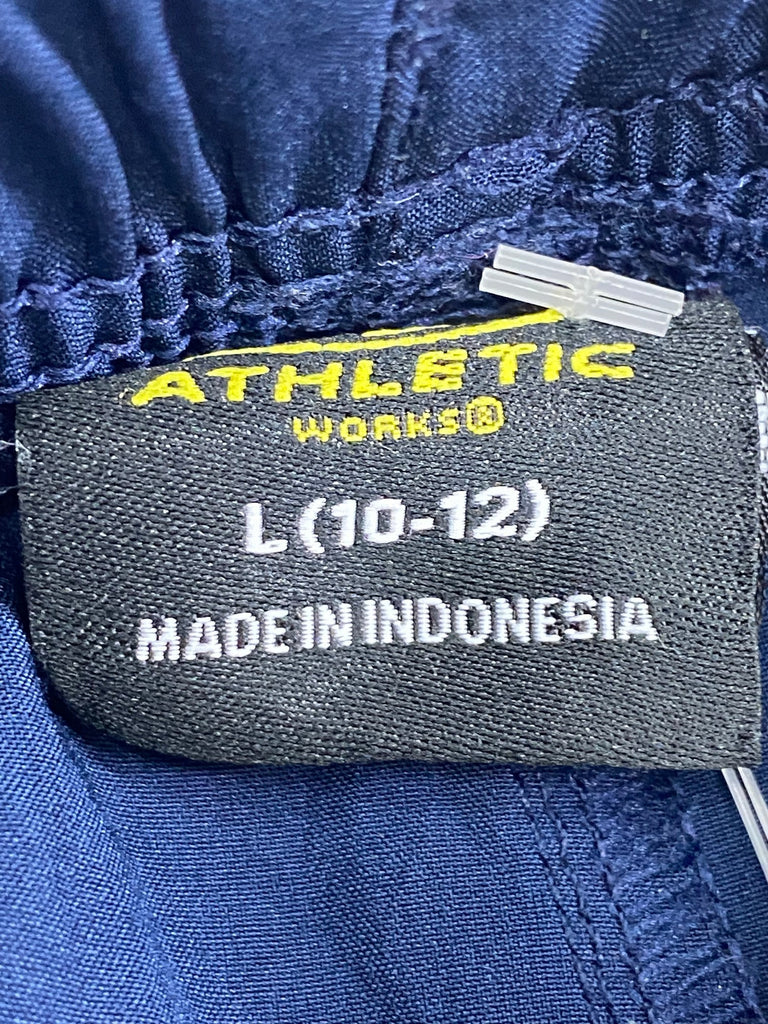 ATHLETIC
WORKS®
L (10-12)
MADE IN INDONESIA